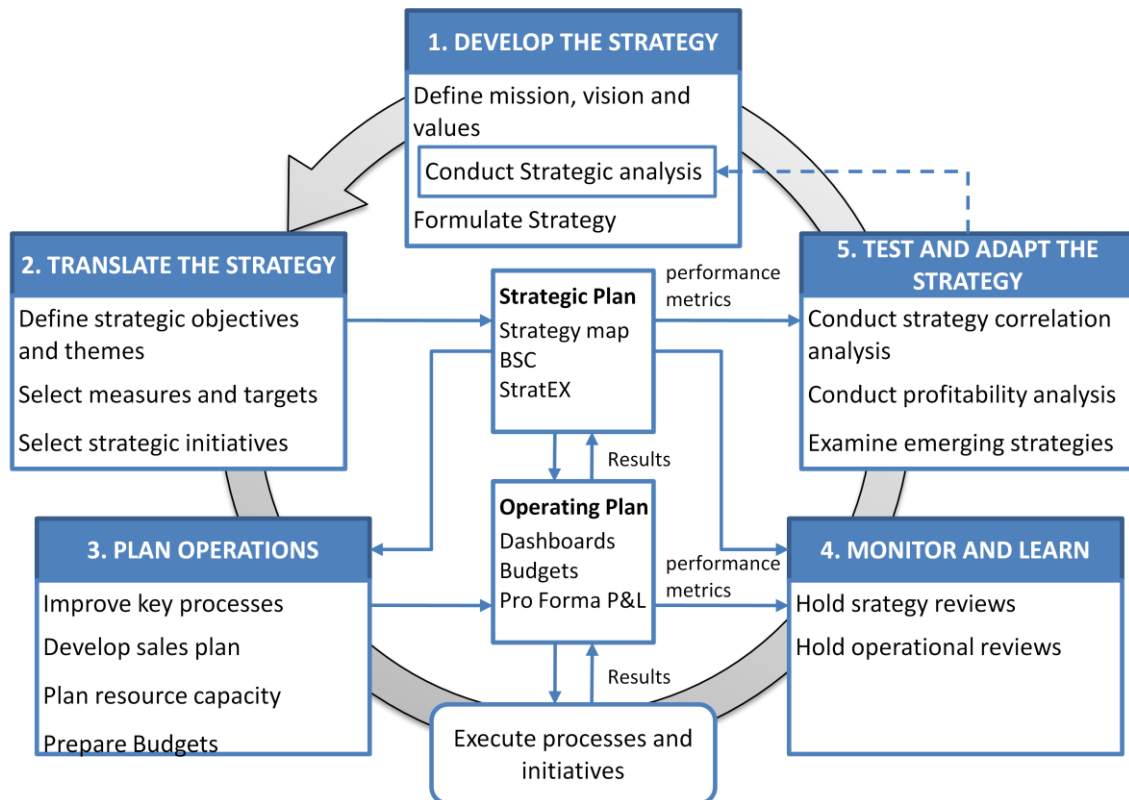 1. DEVELOP THE STRATEGY
Define mission, vision and
values
Conduct Strategic analysis
Formulate Strategy
2. TRANSLATE THE STRATEGY
Define strategic objectives
and themes
Select measures and targets
Select strategic initiatives
Strategic Plan
Strategy map
BSC
StratEX
performance
metrics
5. TEST AND ADAPT THE
STRATEGY
Conduct strategy correlation
analysis
Conduct profitability analysis
Examine emerging strategies
Results
3. PLAN OPERATIONS
Improve key processes
Develop sales plan
Plan resource capacity
Prepare Budgets
Operating Plan
Dashboards
Budgets
Pro Forma P&L
performance
metrics
4. MONITOR AND LEARN
Hold srategy reviews
Hold operational reviews
Results
Execute processes and
initiatives